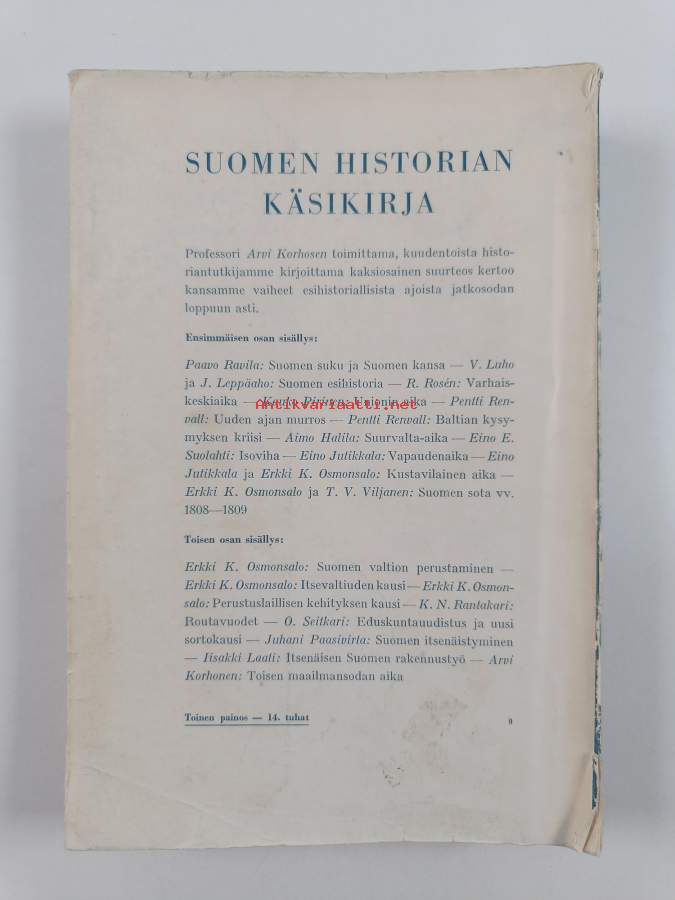 SUOMEN HISTORIAN
KÄSIKIRJA
Professori Arvi Korhosen toimittama, kuudentoista histo-
riantutkijamme kirjoittama kaksiosainen suurteos kertoo
kansamme vaiheet esihistoriallisista ajoista jatkosodan
loppuun asti.
Ensimmäisen osan sisällys:
Paavo Ravila: Suomen suku ja Suomen kansa — V. Luho
ja J. Leppäaho: Suomen esihistoria — R. Rosén: Varhais-
keskiaika — Kauko Pirinen: Unionin aika — Pentti Ren-
Antikvariaatti.net
vall: Uuden ajan murros — Pentti Renvall: Baltian kysy-
myksen kriisi — Aimo Halila: Suurvalta-aika — Eino E.
Suolahti: Isoviha — Eino Jutikkala: Vapaudenaika — Eino
Jutikkala ja Erkki K. Osmonsalo: Kustavilainen aika —
Erkki K. Osmonsalo ja T. V. Viljanen: Suomen sota vv.
1808—1809
Toisen osan sisällys:
Erkki K. Osmonsalo: Suomen valtion perustaminen —
Erkki K. Osmonsalo: Itsevaltiuden kausi — Erkki K. Osmon-
salo: Perustuslaillisen kehityksen kausi — K. N. Rantakari:
Routavuodet — O. Seitkari: Eduskuntauudistus ja uusi
sortokausi — Juhani Paasivirta: Suomen itsenäistyminen
— Iisakki Laati: Itsenäisen Suomen rakennustyö — Arvi
Korhonen: Toisen maailmansodan aika
Toinen painos — 14. tuhat